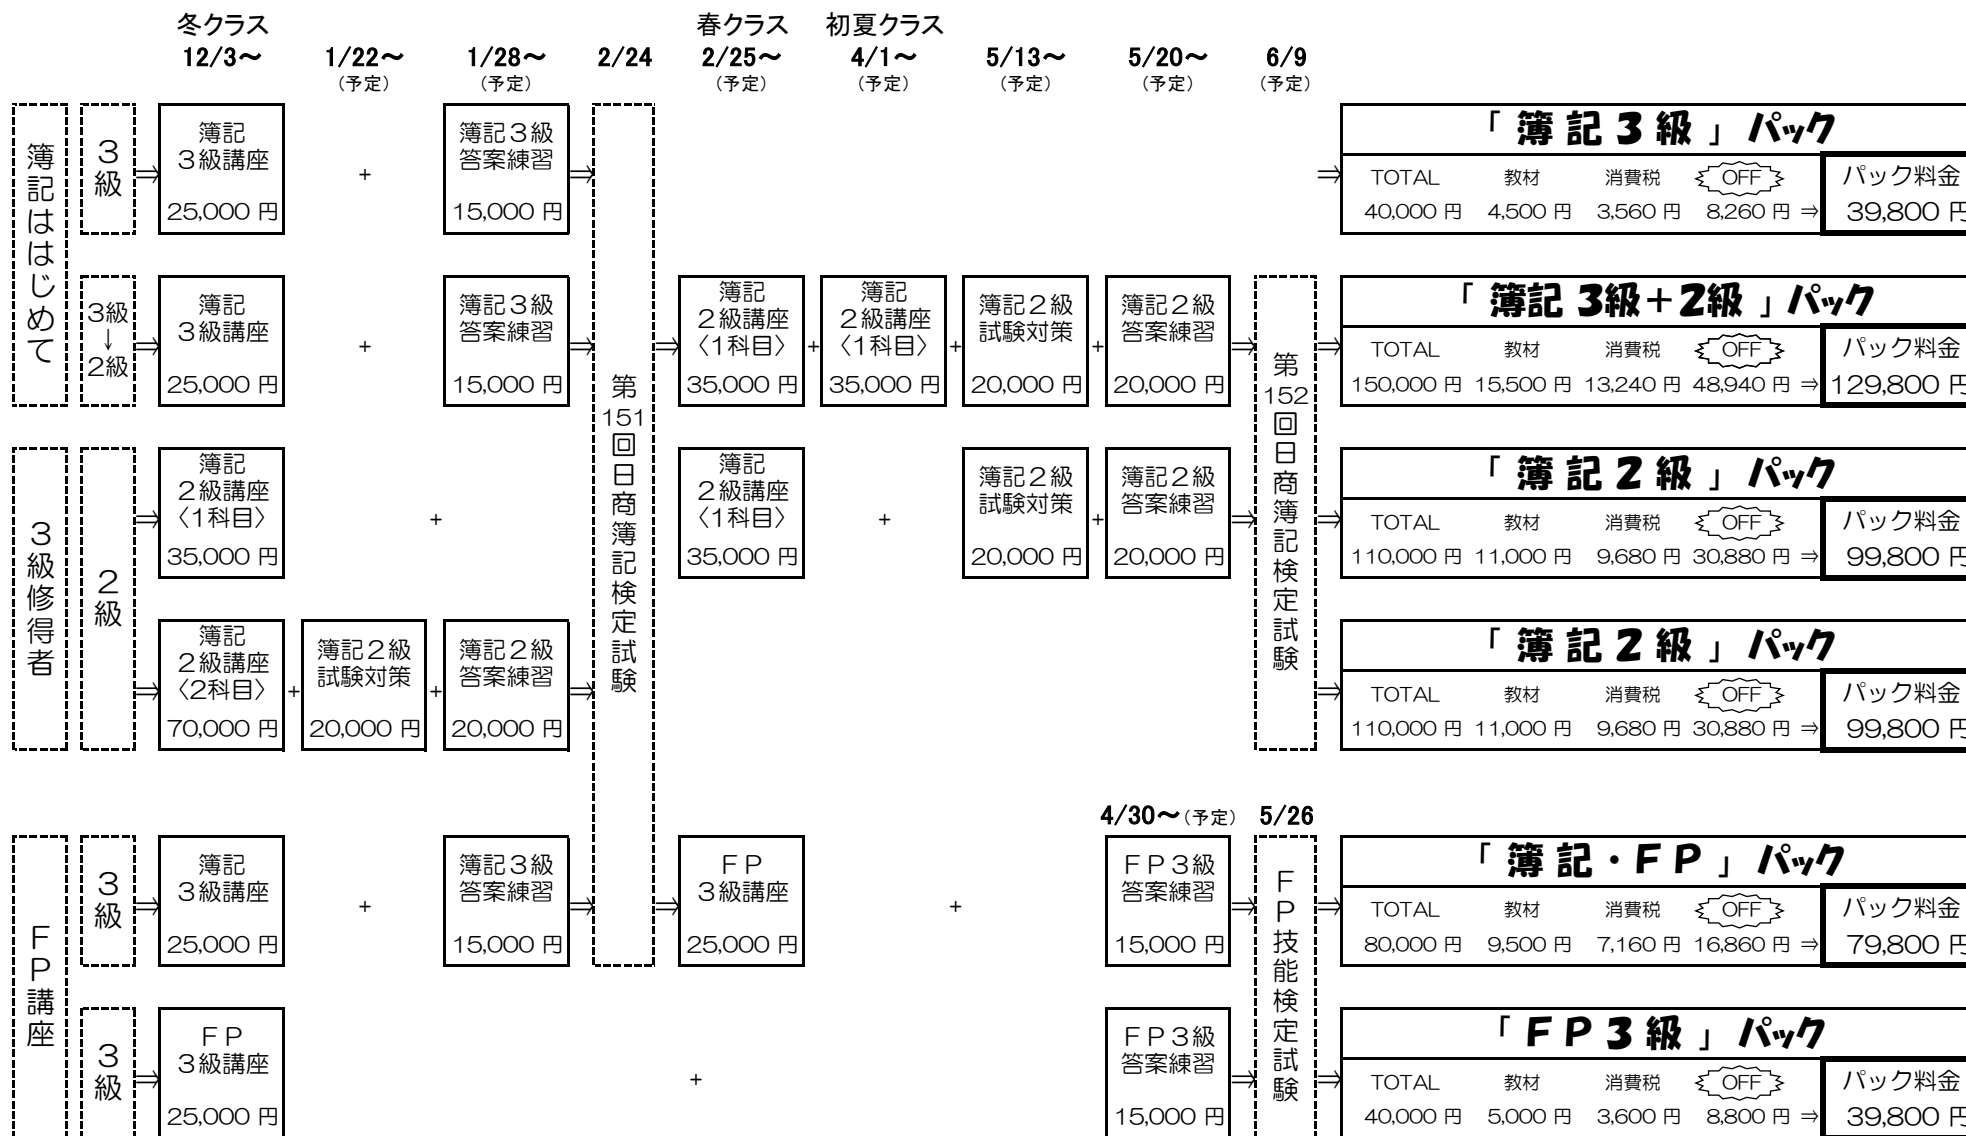 冬クラス 春クラス 初夏クラス
12/3～ 1/22～ 1/28～ 2/24 2/25～ 4/1～ 5/13～ 5/20～ 6/9
(予定) (予定) (予定) (予定) (予定) (予定) (予定)
簿記ははじめて
3級
⇒
簿記
3級講座
25,000 円
+
簿記3級
答案練習
15,000 円
⇒
⇒
「 簿 記 3 級 」 パック
TOTAL 教材 消費税 OFF パック料金
40,000 円 4,500 円 3,560 円 8,260 円 ⇒ 39,800 円
3級
↓
2級
⇒
簿記
3級講座
25,000 円
+
簿記3級
答案練習
15,000 円
⇒
第151回日商簿記検定試験
⇒
簿記
2級講座
〈1科目〉
35,000 円
+
簿記
2級講座
〈1科目〉
35,000 円
+
簿記2級
試験対策
20,000 円
+
簿記2級
答案練習
20,000 円
⇒
第152回日商簿記検定試験
⇒
「 簿記 3級＋2級 」 パック
TOTAL 教材 消費税 OFF パック料金
150,000 円 15,500 円 13,240 円 48,940 円 ⇒ 129,800 円
3級修得者
2級
⇒
簿記
2級講座
〈1科目〉
35,000 円
+
簿記
2級講座
〈1科目〉
35,000 円
+
簿記2級
試験対策
20,000 円
+
簿記2級
答案練習
20,000 円
⇒
⇒
「 簿 記 2 級 」 パック
TOTAL 教材 消費税 OFF パック料金
110,000 円 11,000 円 9,680 円 30,880 円 ⇒ 99,800 円
⇒
簿記
2級講座
〈2科目〉
70,000 円
+
簿記2級
試験対策
20,000 円
+
簿記2級
答案練習
20,000 円
⇒
⇒
「 簿 記 2 級 」 パック
TOTAL 教材 消費税 OFF パック料金
110,000 円 11,000 円 9,680 円 30,880 円 ⇒ 99,800 円
4/30～(予定) 5/26
FP講座
3級
⇒
簿記
3級講座
25,000 円
+
簿記3級
答案練習
15,000 円
⇒
⇒
FP
3級講座
25,000 円
+
FP3級
答案練習
15,000 円
⇒
FP技能検定試験
⇒
「 簿 記・FP 」 パック
TOTAL 教材 消費税 OFF パック料金
80,000 円 9,500 円 7,160 円 16,860 円 ⇒ 79,800 円
3級
⇒
FP
3級講座
25,000 円
+
FP3級
答案練習
15,000 円
⇒
⇒
「 FP 3 級 」 パック
TOTAL 教材 消費税 OFF パック料金
40,000 円 5,000 円 3,600 円 8,800 円 ⇒ 39,800 円